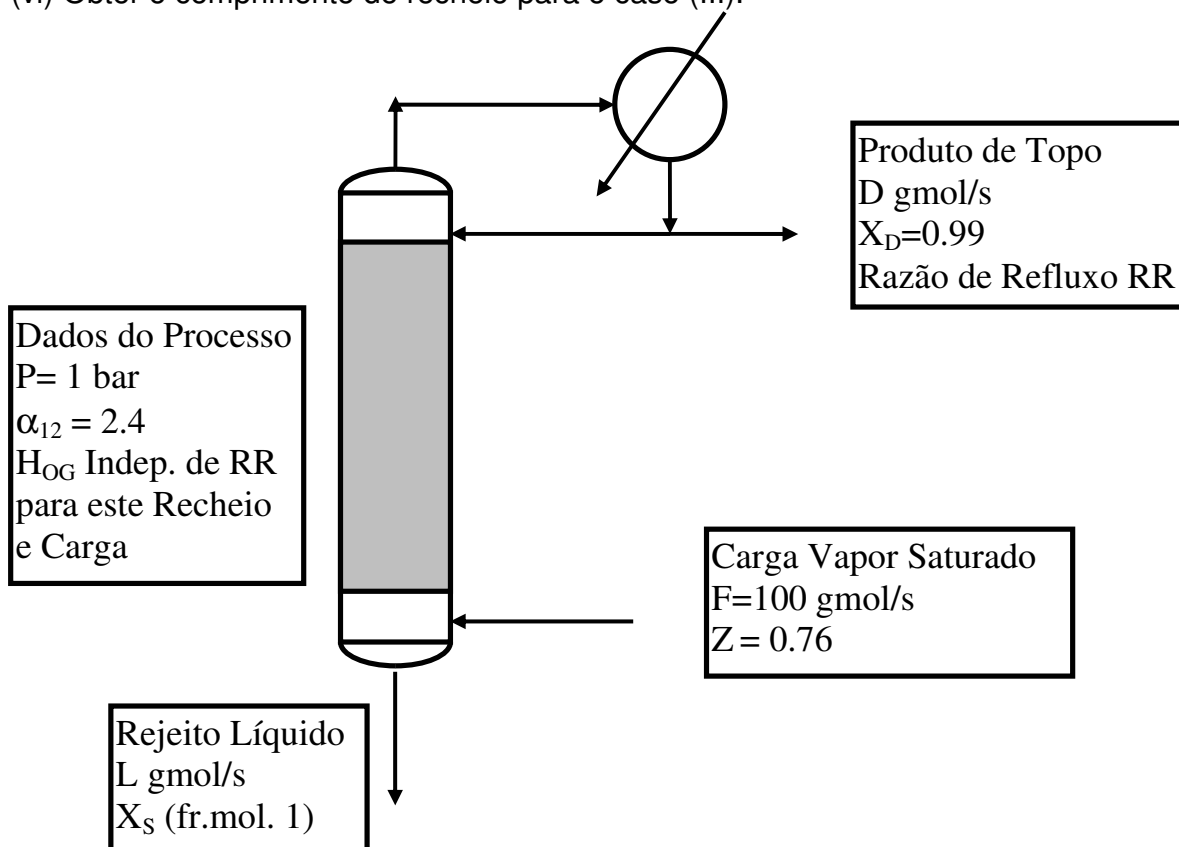 (vi) Obter o comprimento de recheio para o caso (iii).
Produto de Topo
D gmol/s
X_D=0.99
Razão de Refluxo RR
Dados do Processo
P= 1 bar
α_12 = 2.4
H_OG Indep. de RR
para este Recheio
e Carga
Carga Vapor Saturado
F=100 gmol/s
Z = 0.76
Rejeito Líquido
L gmol/s
X_S (fr.mol. 1)